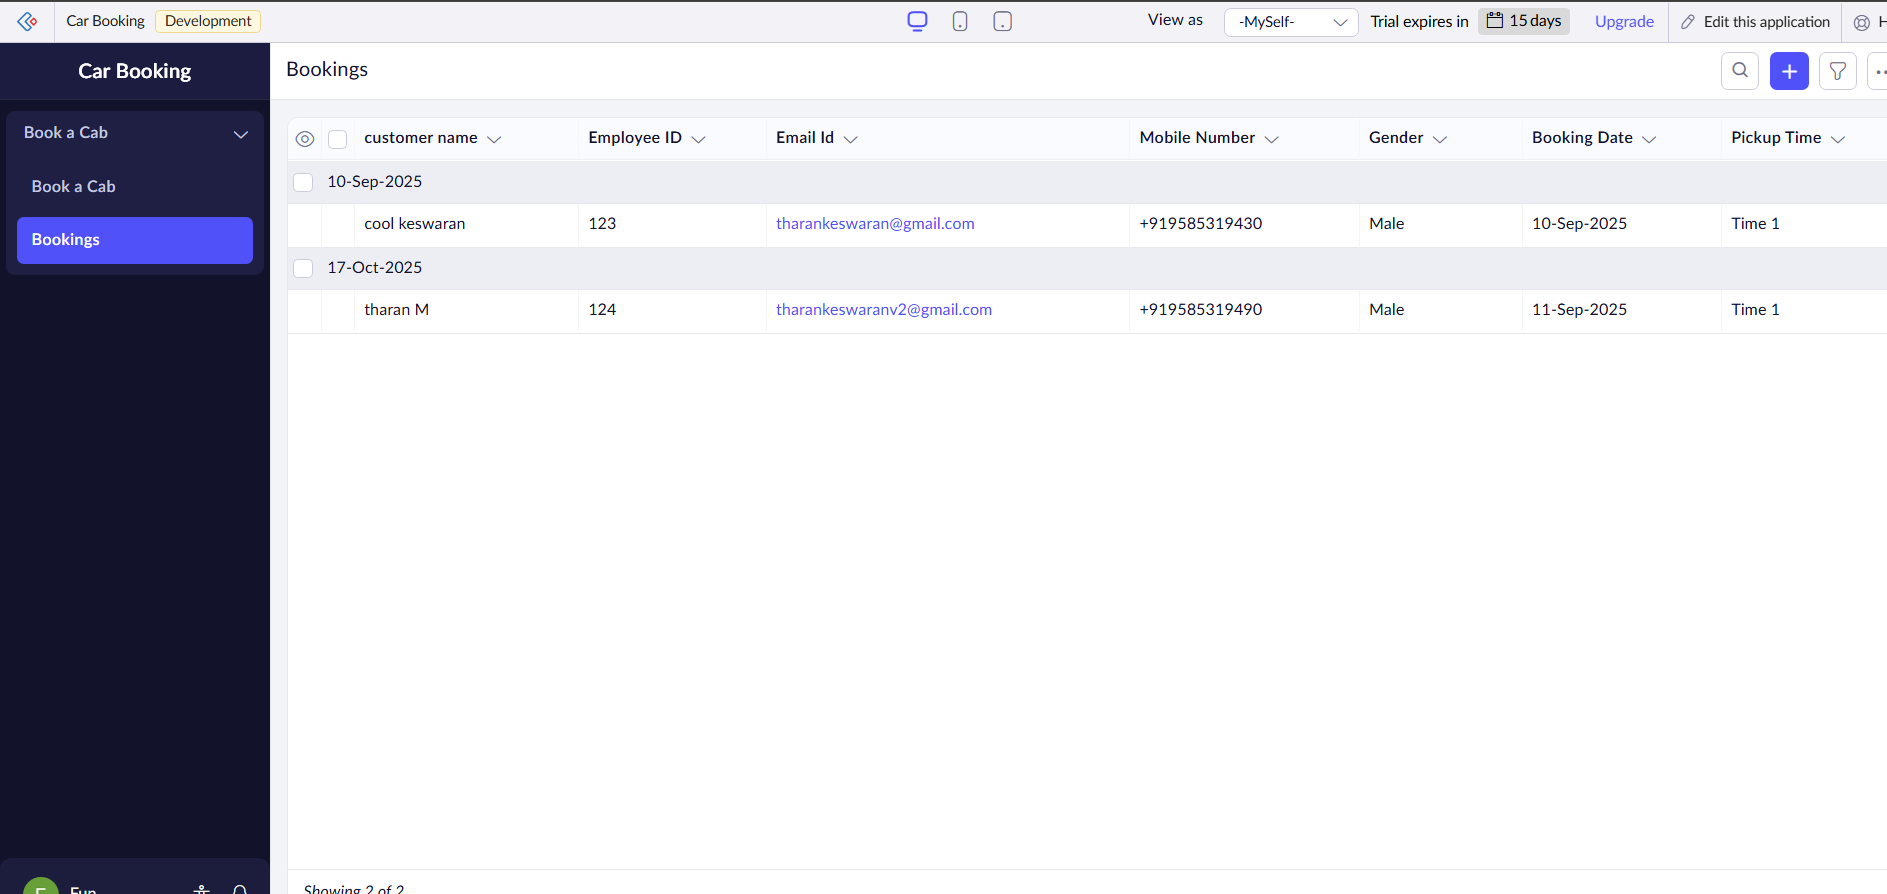 Car Booking Development View as -MySelf- Trial expires in 15 days Upgrade Edit this application
Car Booking
Book a Cab
Book a Cab
Bookings
Bookings
customer name Employee ID Email Id Mobile Number Gender Booking Date Pickup Time
10-Sep-2025
cool keswaran 123 tharankeswaran@gmail.com +919585319430 Male 10-Sep-2025 Time 1
17-Oct-2025
tharan M 124 tharankeswaranv2@gmail.com +919585319490 Male 11-Sep-2025 Time 1
Showing 2 of 2